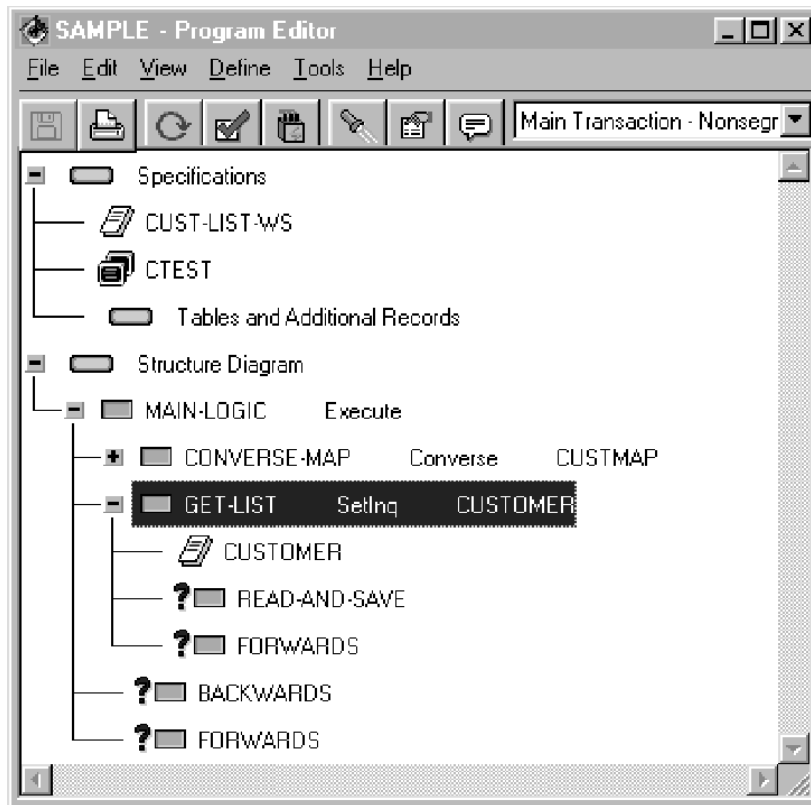 SAMPLE - Program Editor
File Edit View Define Tools Help
Main Transaction - Nonsegr
Specifications
CUST-LIST-WS
CTEST
Tables and Additional Records
Structure Diagram
MAIN-LOGIC Execute
CONVERSE-MAP Converse CUSTMAP
GET-LIST SetInq CUSTOMER
CUSTOMER
? READ-AND-SAVE
? FORWARDS
? BACKWARDS
? FORWARDS